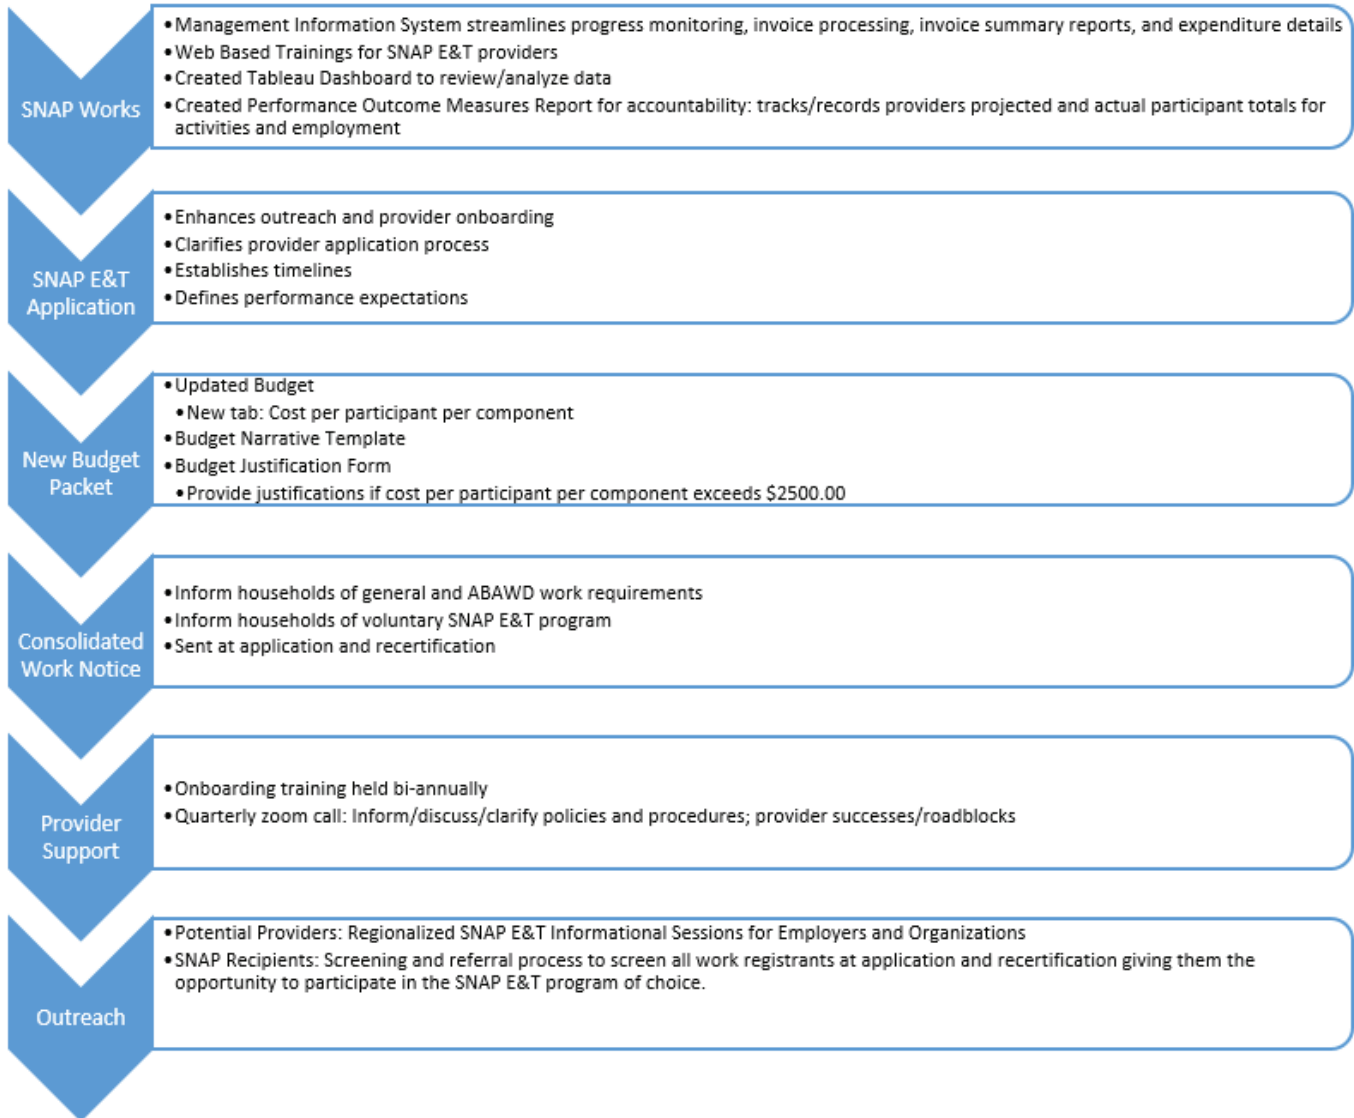 SNAP Works
•Management Information System streamlines progress monitoring, invoice processing, invoice summary reports, and expenditure details
•Web Based Trainings for SNAP E&T providers
•Created Tableau Dashboard to review/analyze data
•Created Performance Outcome Measures Report for accountability: tracks/records providers projected and actual participant totals for
activities and employment
SNAP E&T
Application
•Enhances outreach and provider onboarding
•Clarifies provider application process
•Establishes timelines
•Defines performance expectations
New Budget
Packet
•Updated Budget
•New tab: Cost per participant per component
•Budget Narrative Template
•Budget Justification Form
•Provide justifications if cost per participant per component exceeds $2500.00
Consolidated
Work Notice
•Inform households of general and ABAWD work requirements
•Inform households of voluntary SNAP E&T program
•Sent at application and recertification
Provider
Support
•Onboarding training held bi-annually
•Quarterly zoom call: Inform/discuss/clarify policies and procedures; provider successes/roadblocks
Outreach
•Potential Providers: Regionalized SNAP E&T Informational Sessions for Employers and Organizations
•SNAP Recipients: Screening and referral process to screen all work registrants at application and recertification giving them the
opportunity to participate in the SNAP E&T program of choice.